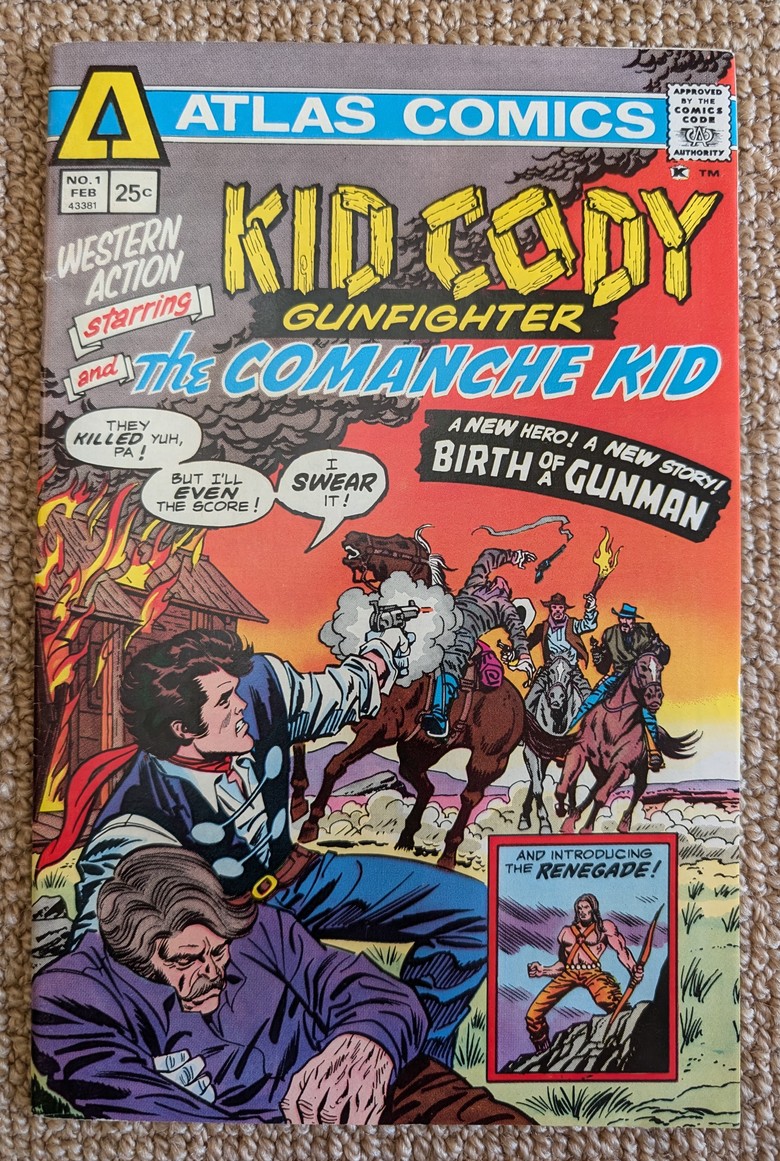 A
ATLAS COMICS
APPROVED
BY THE
COMICS
CODE
CA
AUTHORITY
NO. 1
FEB
43381
25c
K TM
KID CODY
GUNFIGHTER
WESTERN
ACTION
starring
and
The COMANCHE KID
A NEW HERO! A NEW STORY!
BIRTH OF A GUNMAN
THEY
KILLED YUH,
PA!
BUT I'LL
EVEN
THE SCORE!
I
SWEAR
IT!
AND INTRODUCING
THE RENEGADE!